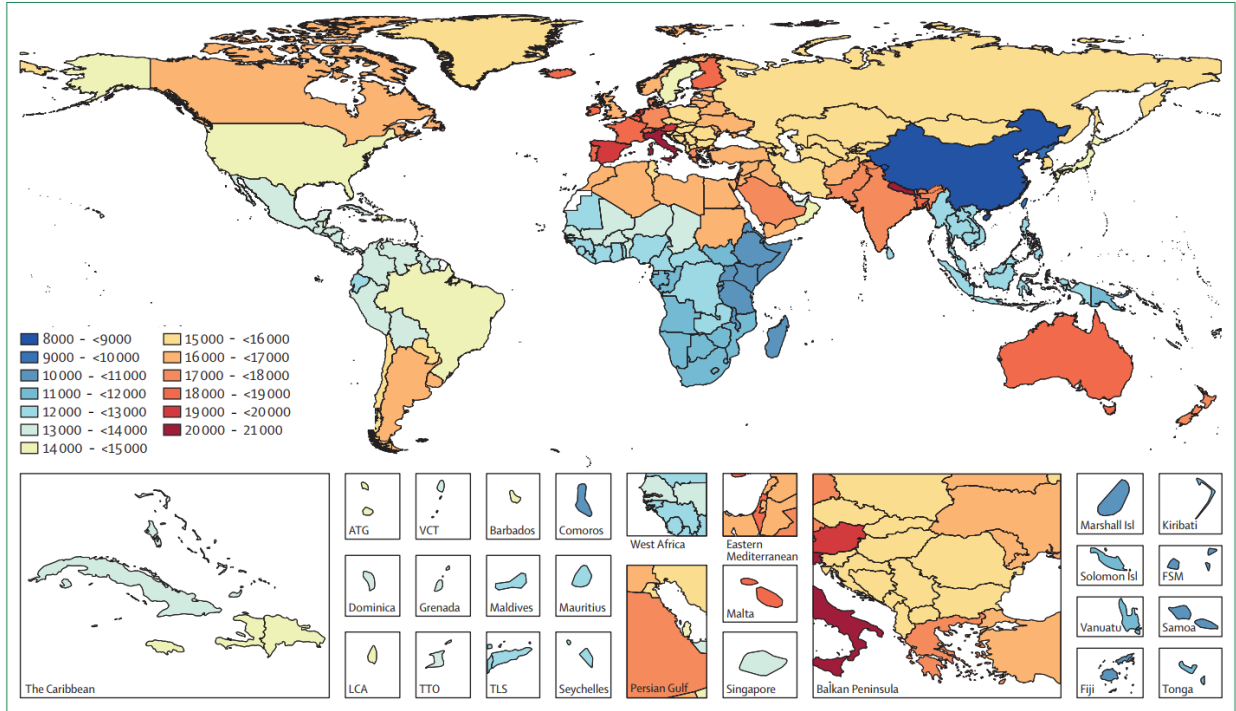 8000 - <9000
9000 - <10 000
10 000 - <11 000
11 000 - <12 000
12 000 - <13 000
13 000 - <14 000
14 000 - <15 000
15 000 - <16 000
16 000 - <17 000
17 000 - <18 000
18 000 - <19 000
19 000 - <20 000
20 000 - 21 000
The Caribbean
ATG
VCT
Barbados
Comoros
West Africa
Eastern
Mediterranean
Dominica
Grenada
Maldives
Mauritius
Malta
LCA
TTO
TLS
Seychelles
Persian Gulf
Singapore
Balkan Peninsula
Marshall Isl
Kiribati
Solomon Isl
FSM
Vanuatu
Samoa
Fiji
Tonga